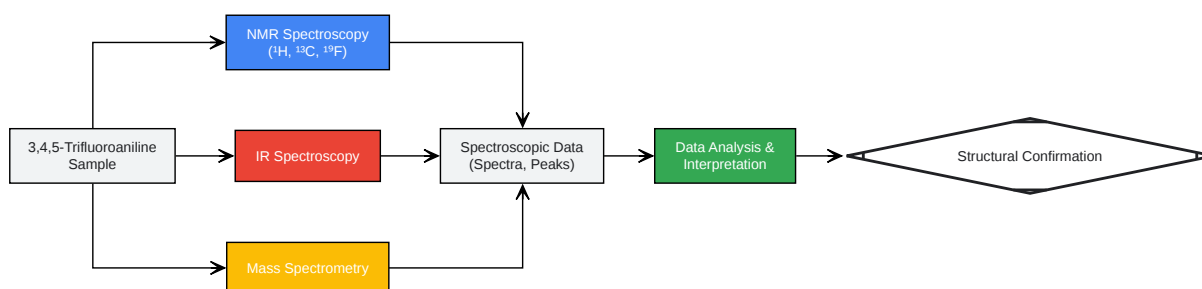 NMR Spectroscopy
(¹H, ¹³C, ¹⁹F)
3,4,5-Trifluoroaniline
Sample
IR Spectroscopy
Spectroscopic Data
(Spectra, Peaks)
Data Analysis &
Interpretation
Structural Confirmation
Mass Spectrometry